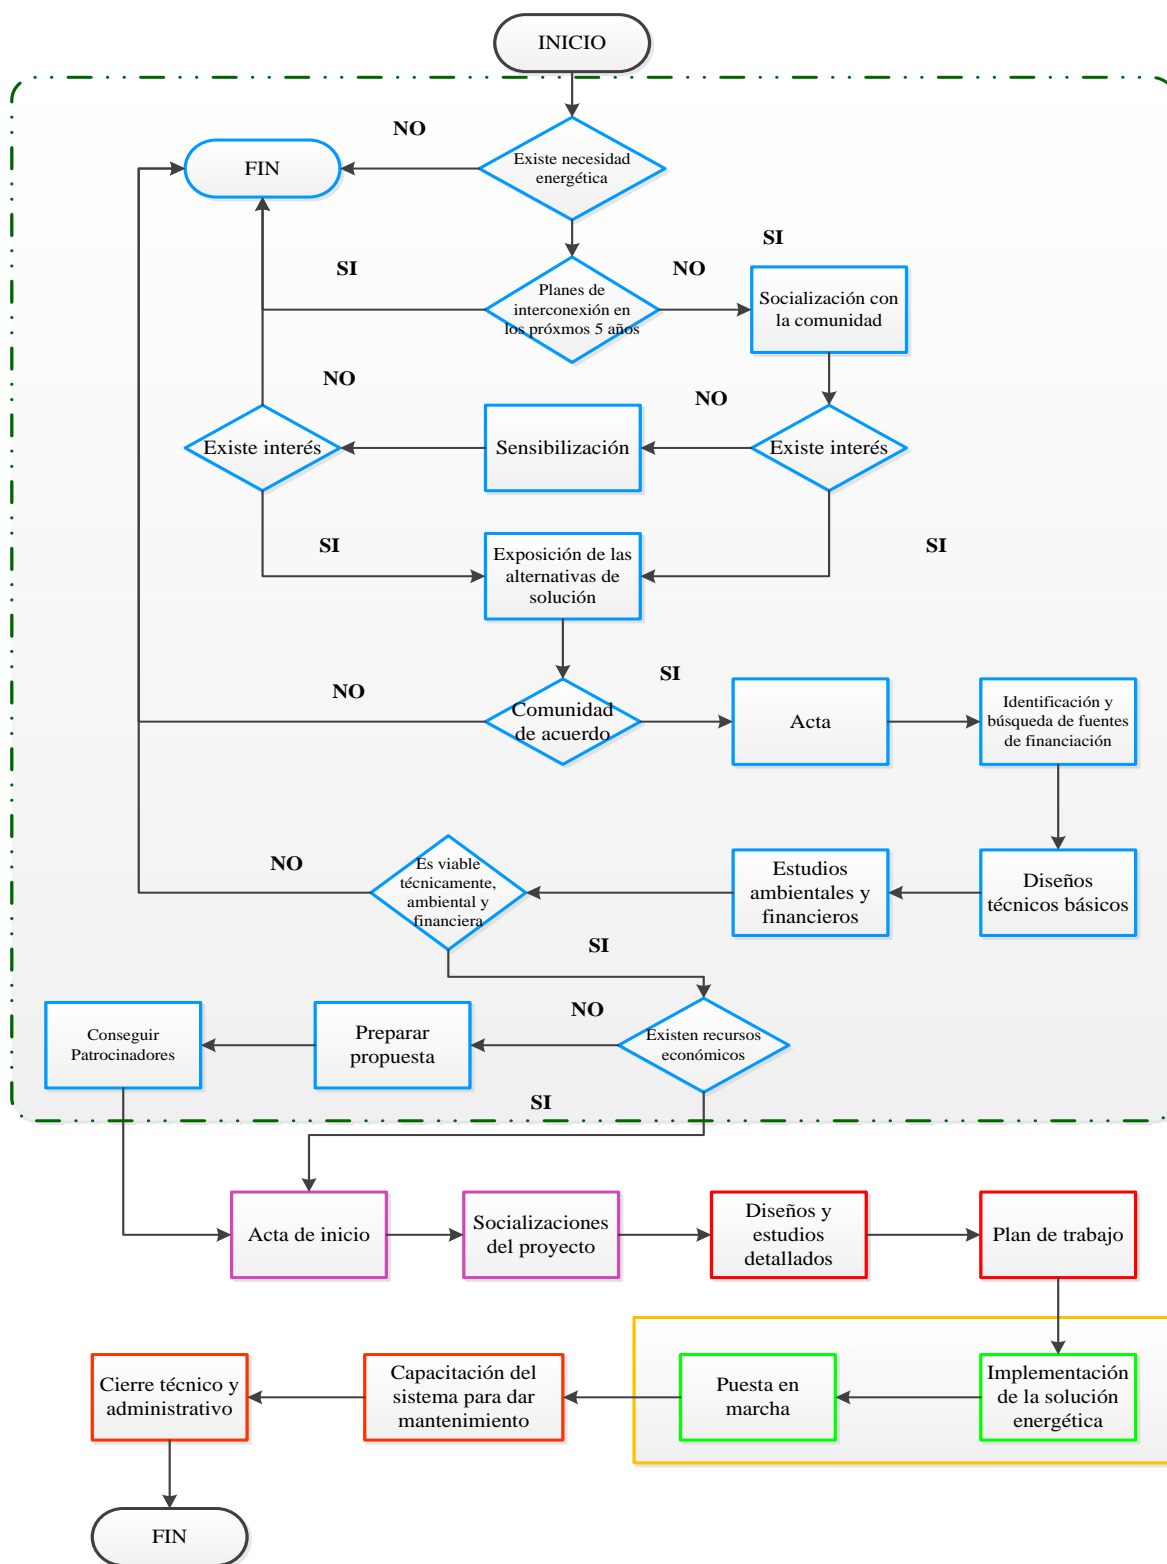 INICIO
NO
Existe necesidad
energética
FIN
SI
SI
NO
Planes de
interconexión en
los próxmos 5 años
Socialización con
la comunidad
NO
NO
Existe interés
Sensibilización
Existe interés
SI
SI
Exposición de las
alternativas de
solución
NO
SI
Comunidad
de acuerdo
Acta
Identificación y
búsqueda de fuentes
de financiación
NO
Es viable
técnicamente,
ambiental y
financiera
Estudios
ambientales y
financieros
Diseños
técnicos básicos
SI
NO
Conseguir
Patrocinadores
Preparar
propuesta
Existen recursos
económicos
SI
Acta de inicio
Socializaciones
del proyecto
Diseños y
estudios
detallados
Plan de trabajo
Cierre técnico y
administrativo
Capacitación del
sistema para dar
mantenimiento
Puesta en
marcha
Implementación
de la solución
energética
FIN